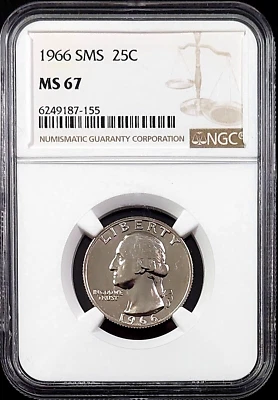 1966 SMS 25C
MS 67
6249187-155
NUMISMATIC GUARANTY CORPORATION
NGC
LIBERTY
IN GOD WE
TRUST
1966